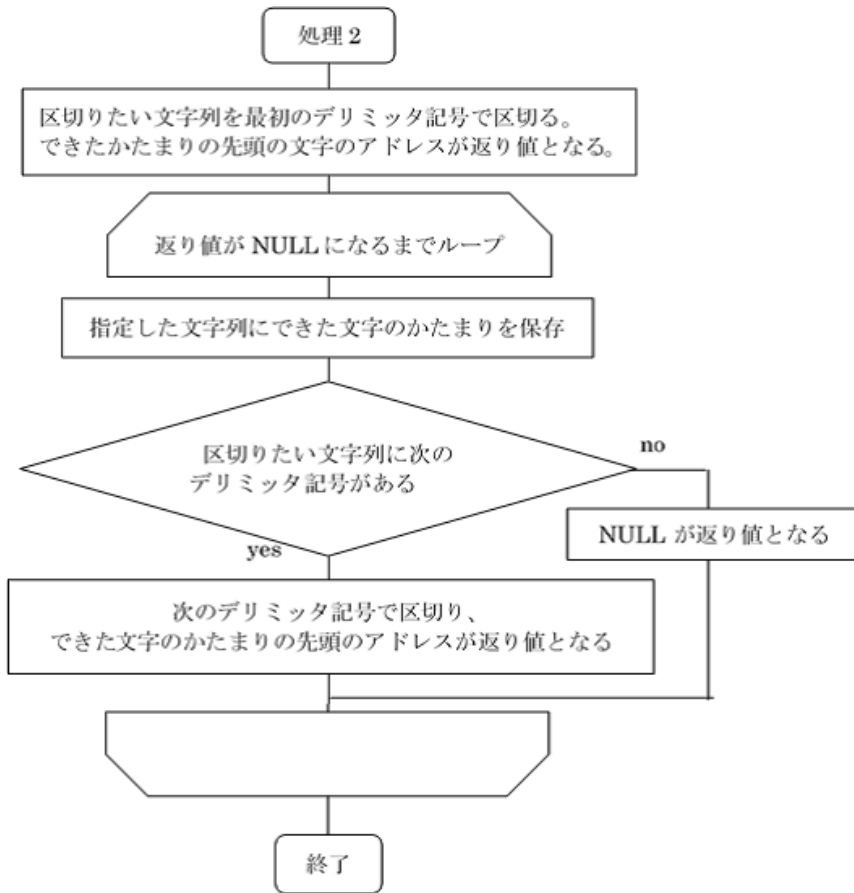 処理 2
区切りたい文字列を最初のデリミッタ記号で区切る。
できたかたまりの先頭の文字のアドレスが返り値となる。
返り値が NULL になるまでループ
指定した文字列にできた文字のかたまりを保存
区切りたい文字列に次の
デリミッタ記号がある
no
NULL が返り値となる
yes
次のデリミッタ記号で区切り、
できた文字のかたまりの先頭のアドレスが返り値となる
終了